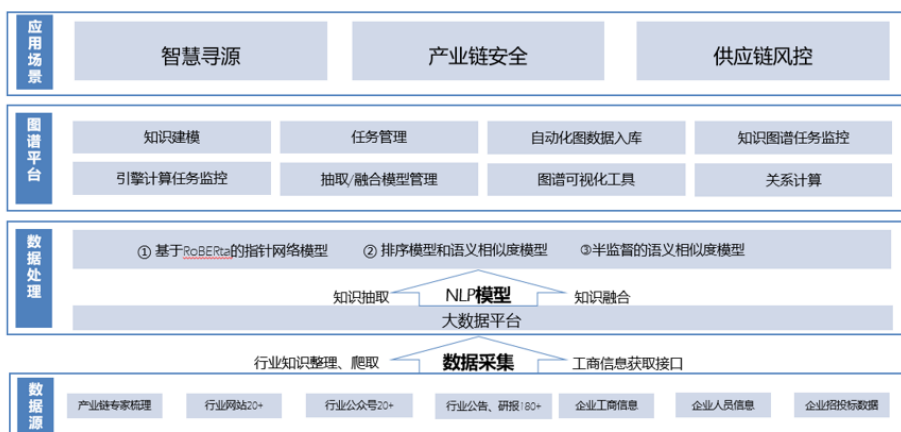 应用场景
智慧寻源
产业链安全
供应链风控
图谱平台
知识建模
任务管理
自动化图数据入库
知识图谱任务监控
引擎计算任务监控
抽取/融合模型管理
图谱可视化工具
关系计算
数据处理
① 基于RoBERta的指针网络模型
② 排序模型和语义相似度模型
③半监督的语义相似度模型
知识抽取
NLP模型
知识融合
大数据平台
行业知识整理、爬取
数据采集
工商信息获取接口
数据源
产业链专家梳理
行业网站20+
行业公众号20+
行业公告、研报180+
企业工商信息
企业人员信息
企业招投标数据